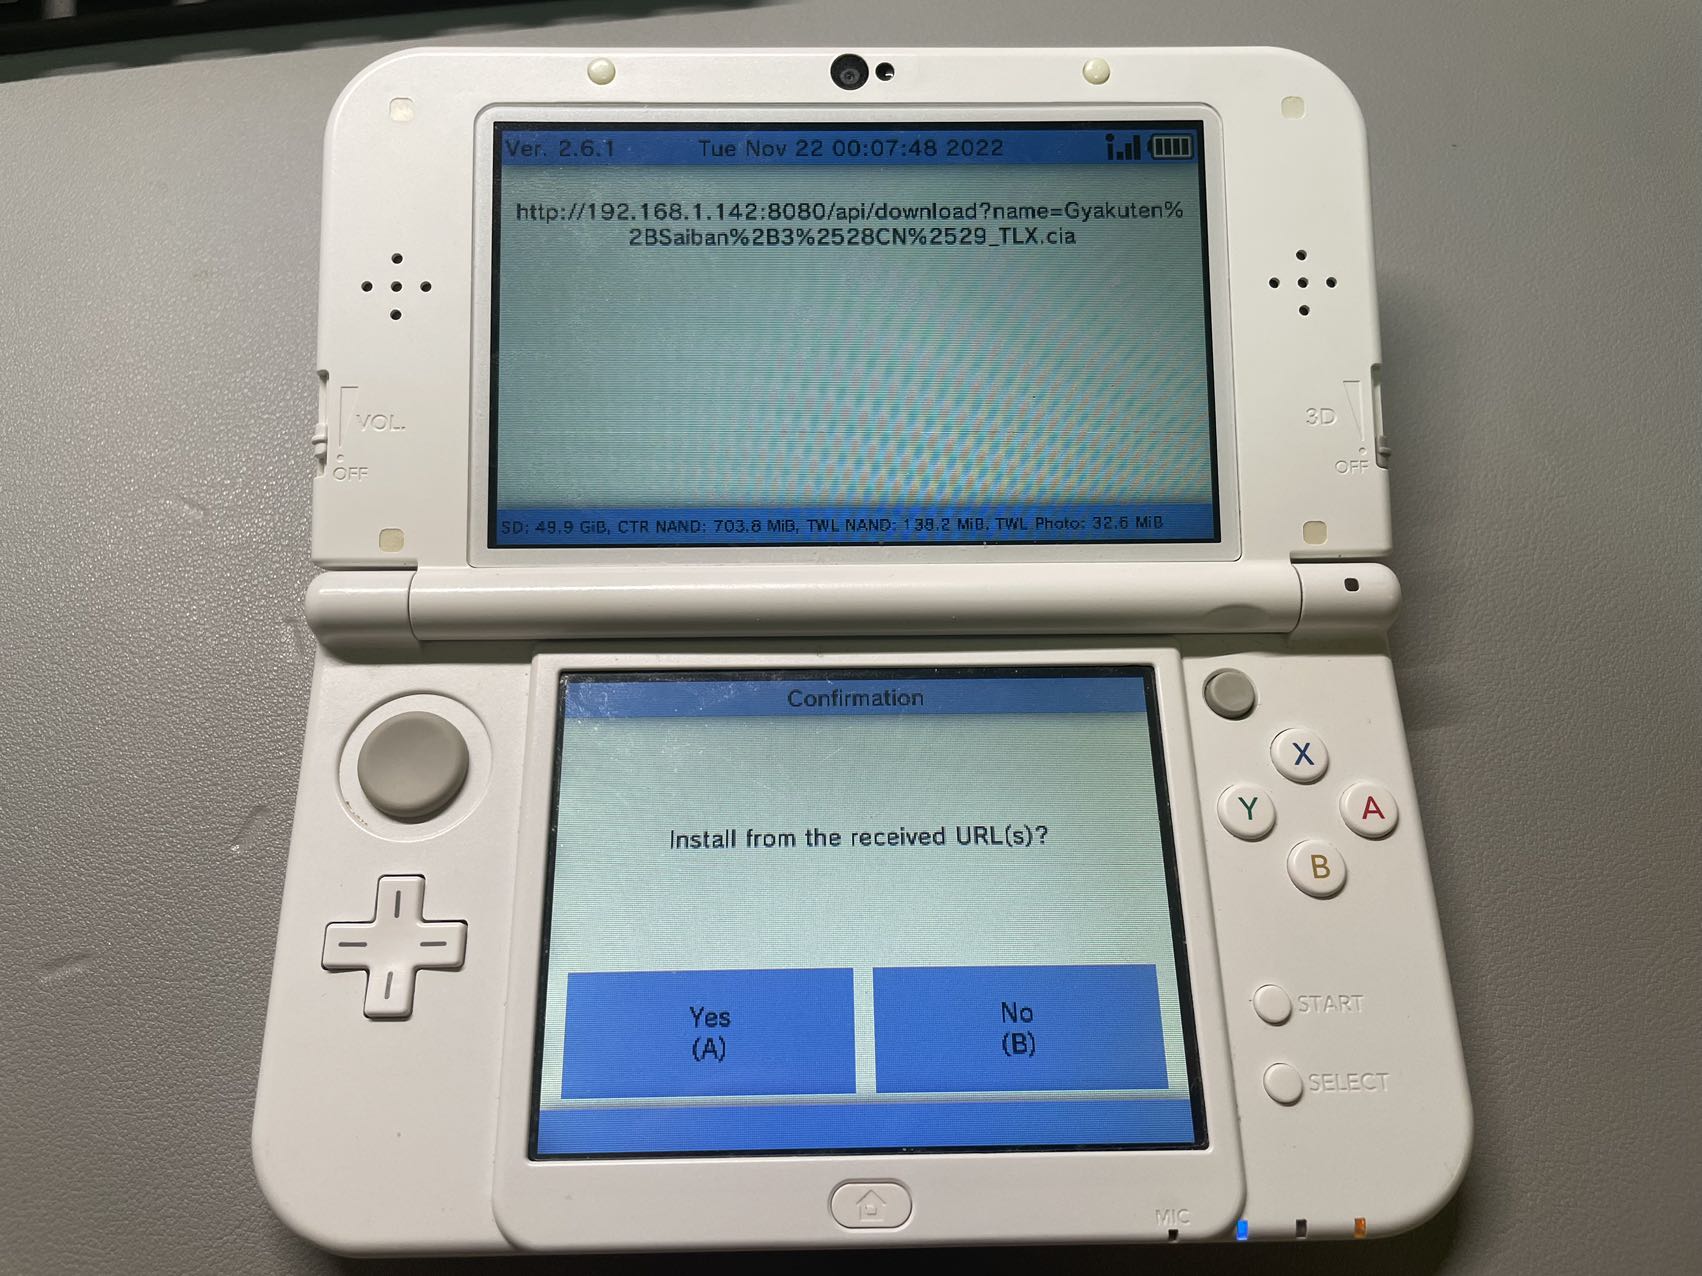 Ver. 2.6.1 Tue Nov 22 00:07:48 2022
http://192.168.1.142:8080/api/download?name=Gyakuten%
2BSaiban%2B3%2528CN%2529_TLX.cia
VOL.
OFF
3D
OFF
SD: 49.9 GiB, CTR NAND: 703.8 MiB, TWL NAND: 138.2 MiB, TWL Photo: 32.6 MiB
Confirmation
Install from the received URL(s)?
Yes
(A)
No
(B)
X
Y
A
B
START
SELECT
MIC